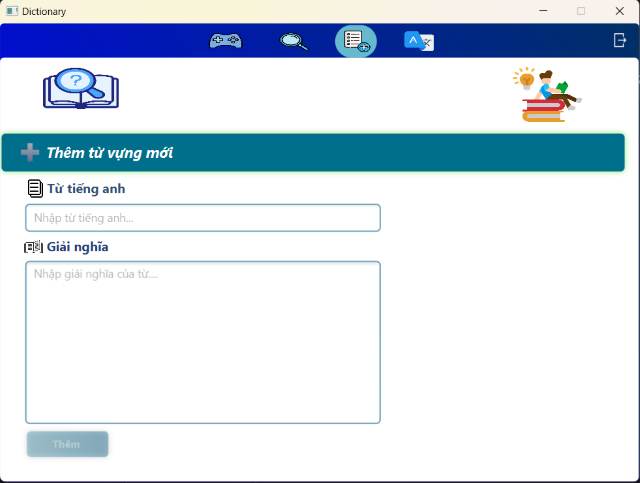 Dictionary
Thêm từ vựng mới
Từ tiếng anh
Nhập từ tiếng anh...
Giải nghĩa
Nhập giải nghĩa của từ....
Thêm